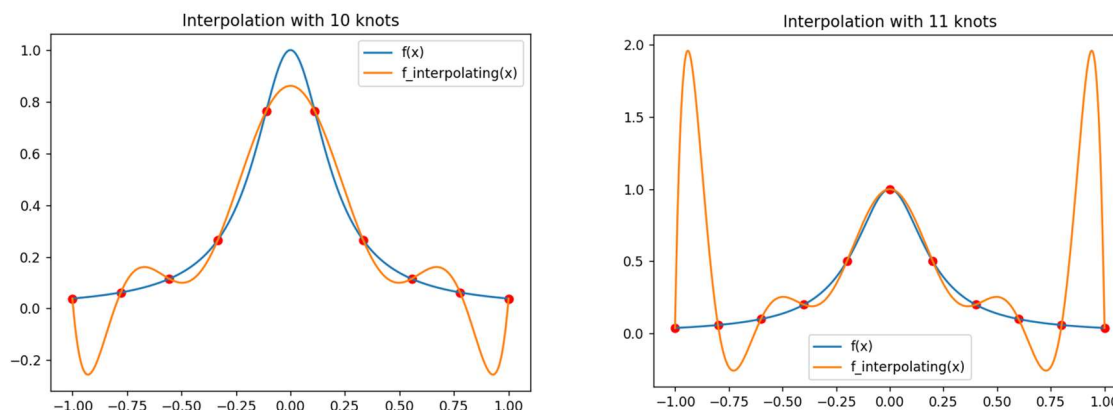 Interpolation with 10 knots
f(x)
f_interpolating(x)
1.0
0.8
0.6
0.4
0.2
0.0
−0.2
−1.00 −0.75 −0.50 −0.25 0.00 0.25 0.50 0.75 1.00
Interpolation with 11 knots
2.0
1.5
1.0
0.5
0.0
f(x)
f_interpolating(x)
−1.00 −0.75 −0.50 −0.25 0.00 0.25 0.50 0.75 1.00